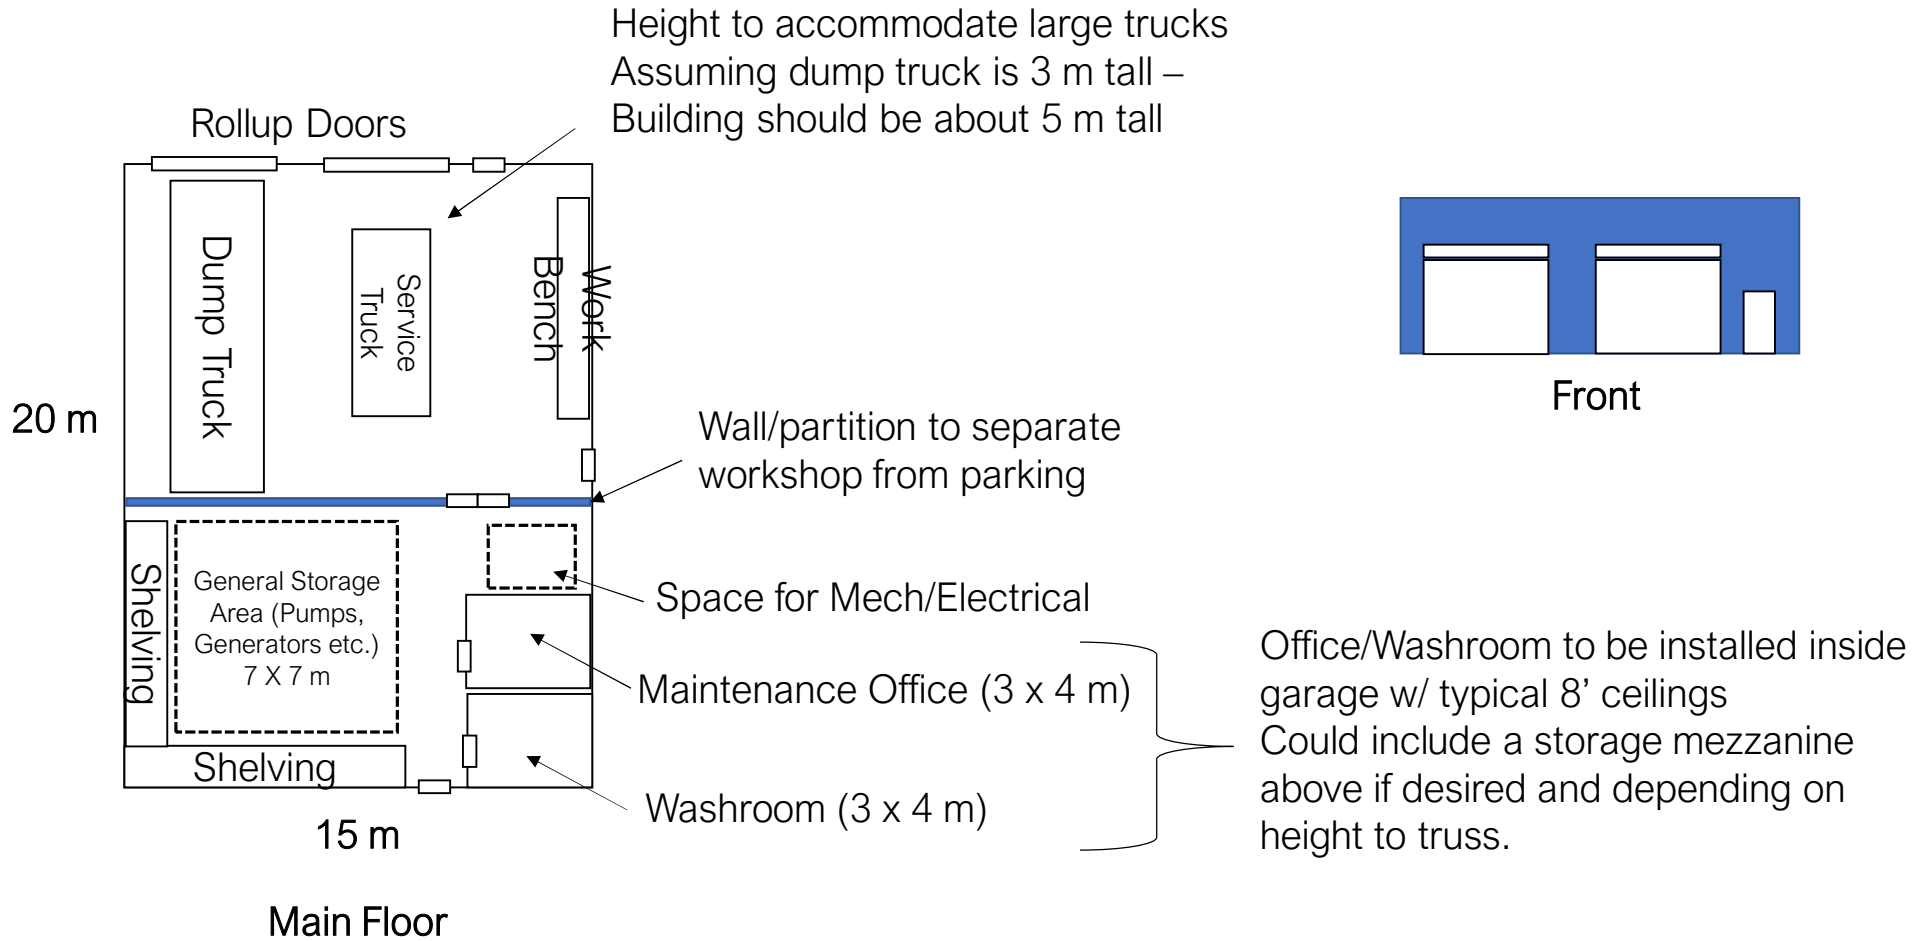 Height to accommodate large trucks
Assuming dump truck is 3 m tall –
Building should be about 5 m tall
Rollup Doors
Dump Truck
Service
Truck
Work
Bench
20 m
Front
Wall/partition to separate
workshop from parking
Shelving
General Storage
Area (Pumps,
Generators etc.)
7 X 7 m
Space for Mech/Electrical
Maintenance Office (3 x 4 m)
Washroom (3 x 4 m)
Office/Washroom to be installed inside
garage w/ typical 8’ ceilings
Could include a storage mezzanine
above if desired and depending on
height to truss.
Shelving
15 m
Main Floor